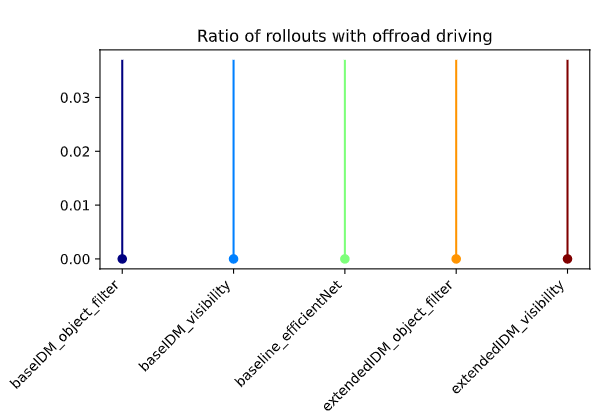 Ratio of rollouts with offroad driving
0.03
0.02
0.01
0.00
baseIDM_object_filter
baseIDM_visibility
baseline_efficientNet
extendedIDM_object_filter
extendedIDM_visibility